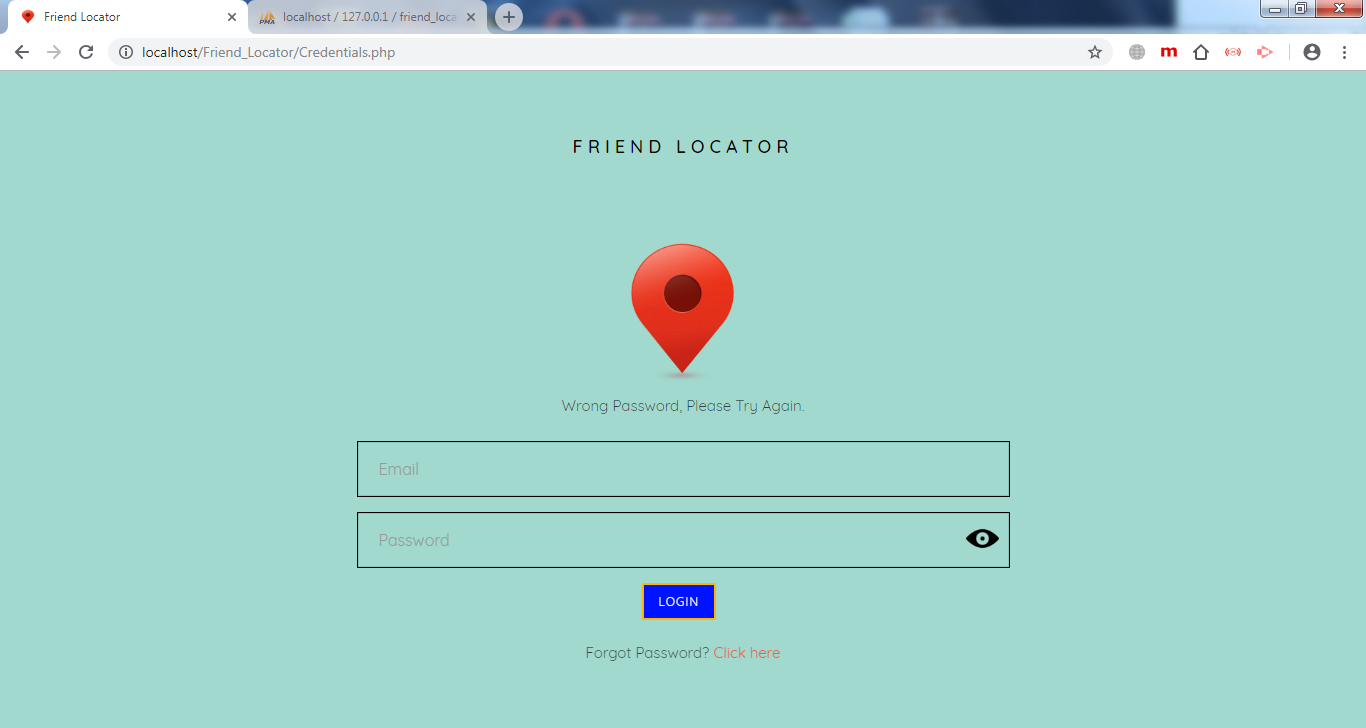 Friend Locator
PMA
localhost / 127.0.0.1 / friend_loca
localhost/Friend_Locator/Credentials.php
m
FRIEND LOCATOR
Wrong Password, Please Try Again.
Email
Password
LOGIN
Forgot Password? Click here